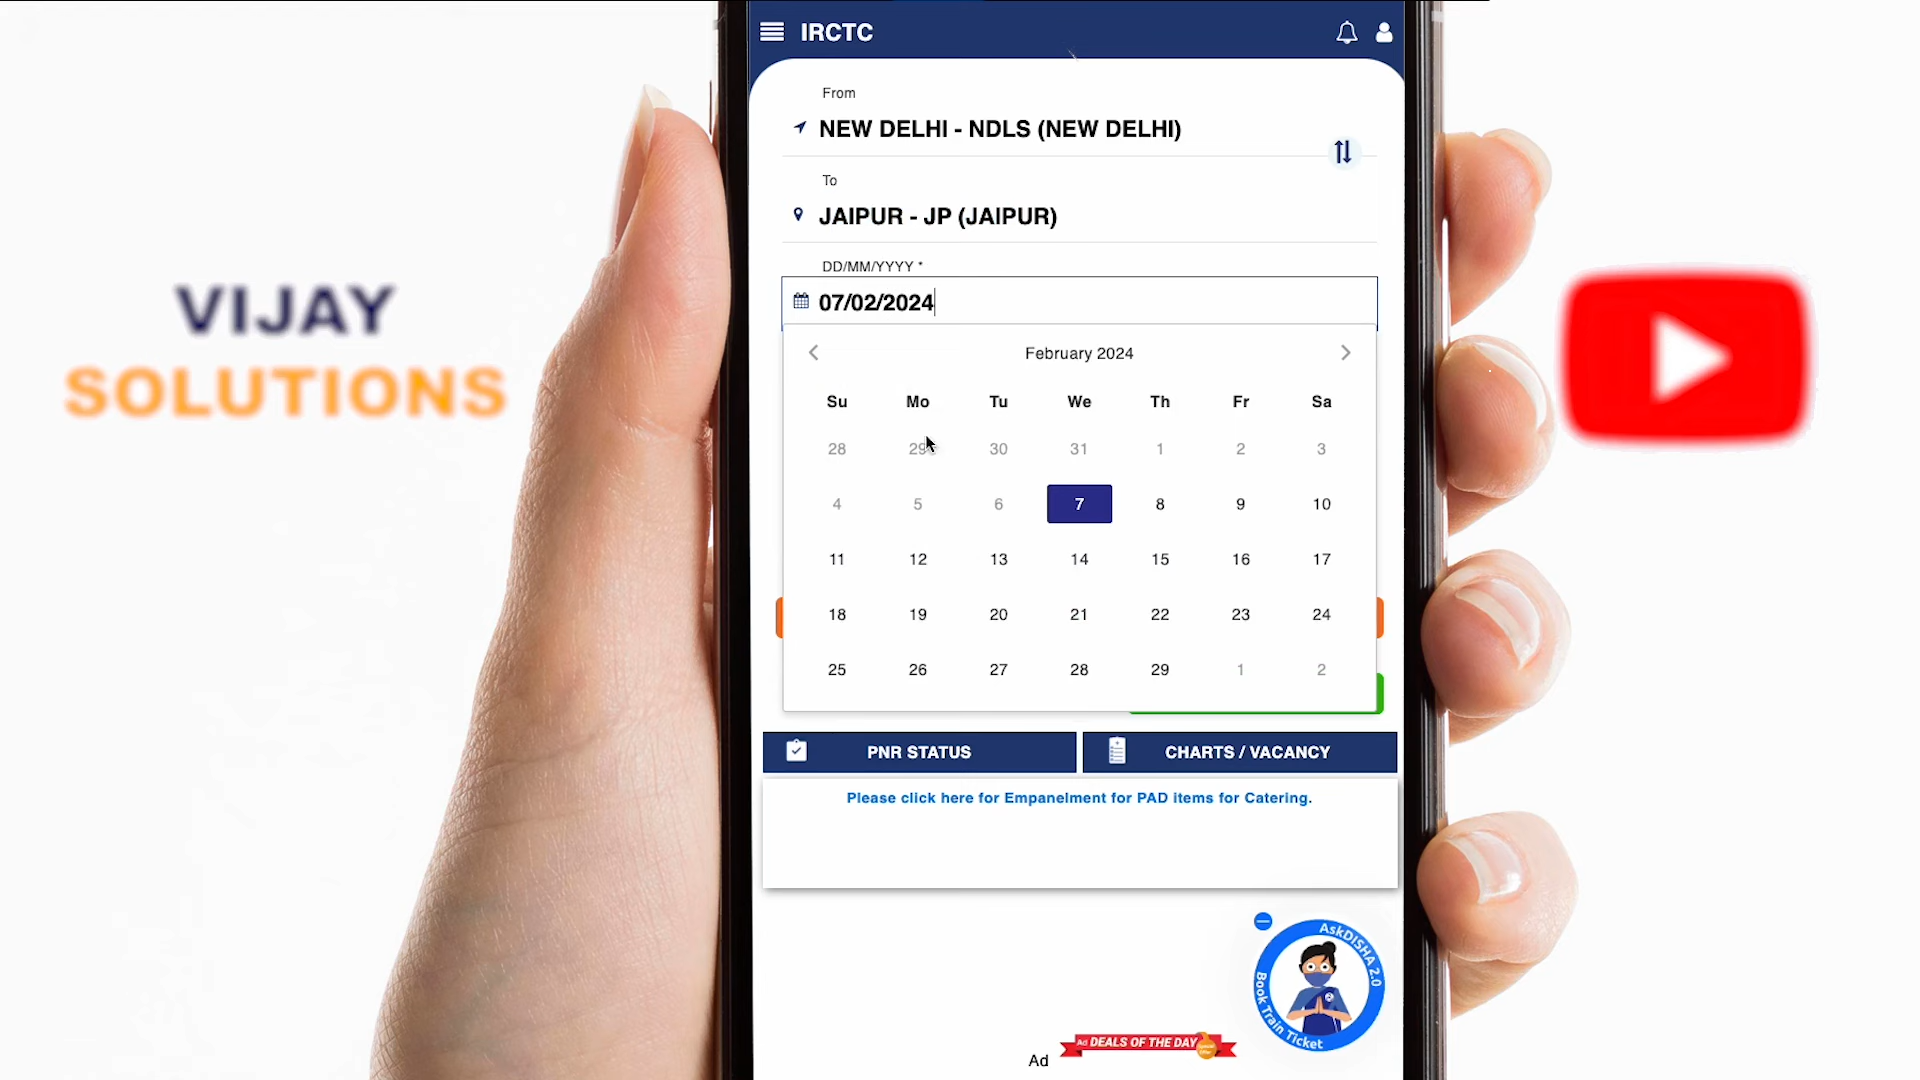 IRCTC
From
NEW DELHI - NDLS (NEW DELHI)
To
JAIPUR - JP (JAIPUR)
DD/MM/YYYY *
07/02/2024
February 2024
Su Mo Tu We Th Fr Sa
28 29 30 31 1 2 3
4 5 6 7 8 9 10
11 12 13 14 15 16 17
18 19 20 21 22 23 24
25 26 27 28 29 1 2
PNR STATUS
CHARTS / VACANCY
Please click here for Empanelment for PAD items for Catering.
AskDISHA 2.0
Book Train Ticket
Ad
Ad DEALS OF THE DAY
Special Offer
VIJAY
SOLUTIONS